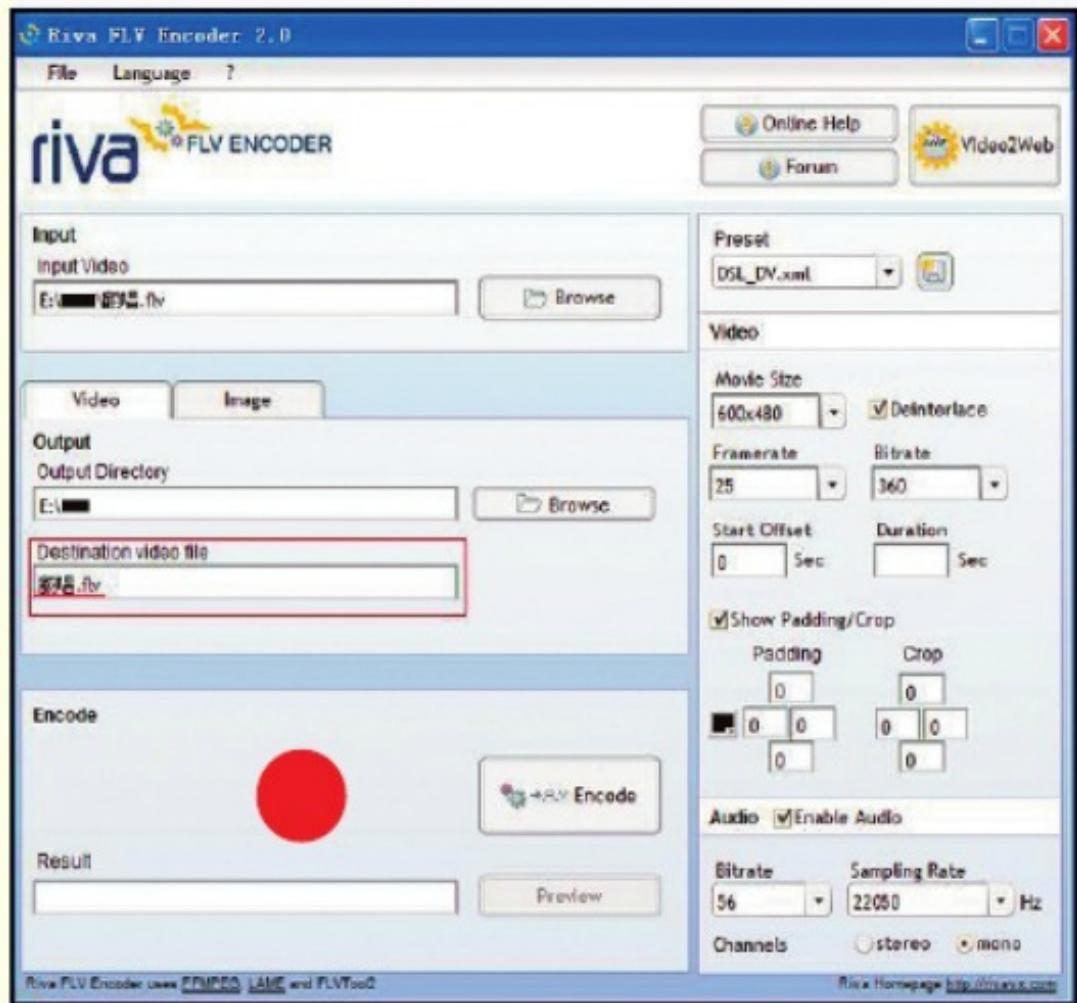 Riva FLV Encoder 2.0
File Language ?
riva FLV ENCODER
Online Help
Forum
Video2Web
Input
Input Video
E:\ .flv
Browse
Video Image
Output
Output Directory
E:\
Browse
Destination video file
.flv
Encode
FLV Encode
Result
Preview
Preset
DSL_DV.xml
Video
Movie Size
600x480 Deinterlace
Framerate Bitrate
25 360
Start Offset Duration
0 Sec Sec
Show Padding/Crop
Padding Crop
0 0
0 0 0 0
0 0
Audio Enable Audio
Bitrate Sampling Rate
56 22050 Hz
Channels stereo mono
Riva FLV Encoder uses FFMPEG, LAME and FLVTool2
Riva Homepage